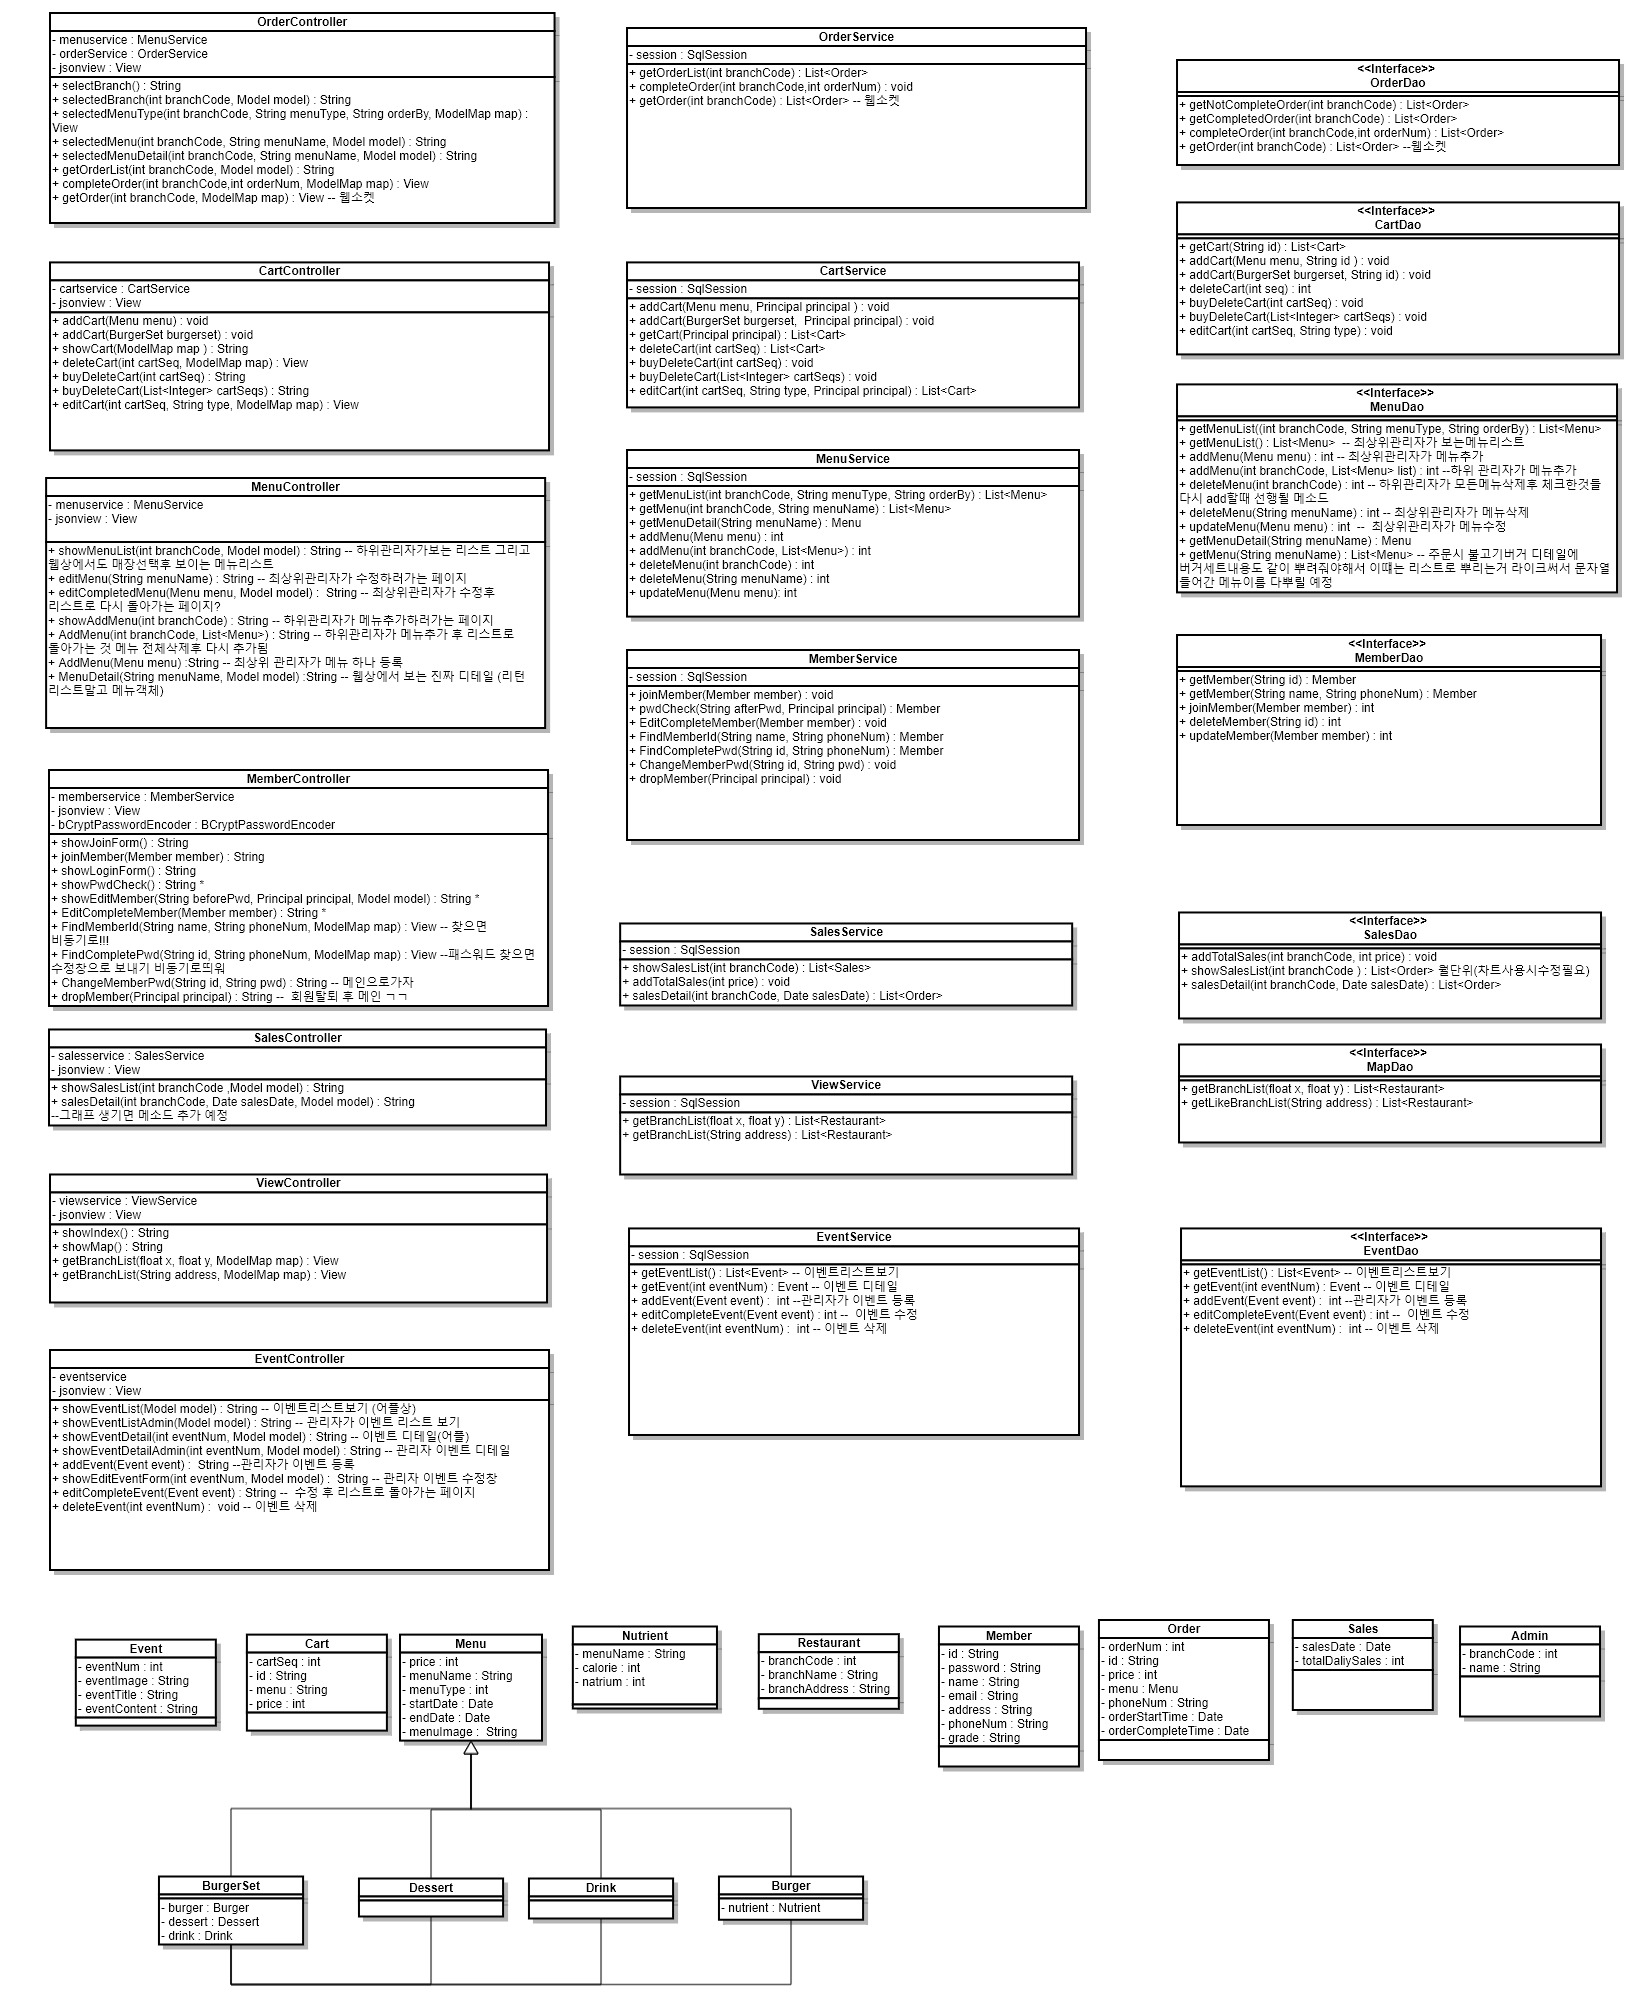 OrderController
- menuservice : MenuService
- orderService : OrderService
- jsonview : View
+ selectBranch() : String
+ selectedBranch(int branchCode, Model model) : String
+ selectedMenuType(int branchCode, String menuType, String orderBy, ModelMap map) :
View
+ selectedMenu(int branchCode, String menuName, Model model) : String
+ selectedMenuDetail(int branchCode, String menuName, Model model) : String
+ getOrderList(int branchCode, Model model) : String
+ completeOrder(int branchCode,int orderNum, ModelMap map) : View
+ getOrder(int branchCode, ModelMap map) : View -- 웹소켓
CartController
- cartservice : CartService
- jsonview : View
+ addCart(Menu menu) : void
+ addCart(BurgerSet burgerset) : void
+ showCart(ModelMap map ) : String
+ deleteCart(int cartSeq, ModelMap map) : View
+ buyDeleteCart(int cartSeq) : String
+ buyDeleteCart(List<Integer> cartSeqs) : String
+ editCart(int cartSeq, String type, ModelMap map) : View
MenuController
- menuservice : MenuService
- jsonview : View
+ showMenuList(int branchCode, Model model) : String -- 하위관리자가보는 리스트 그리고
웹상에서도 매장선택후 보이는 메뉴리스트
+ editMenu(String menuName) : String -- 최상위관리자가 수정하러가는 페이지
+ editCompletedMenu(Menu menu, Model model) :  String -- 최상위관리자가 수정후
리스트로 다시 돌아가는 페이지?
+ showAddMenu(int branchCode) : String -- 하위관리자가 메뉴추가하러가는 페이지
+ AddMenu(int branchCode, List<Menu>) : String -- 하위관리자가 메뉴추가 후 리스트로
돌아가는 것 메뉴 전체삭제후 다시 추가됨
+ AddMenu(Menu menu) :String -- 최상위 관리자가 메뉴 하나 등록
+ MenuDetail(String menuName, Model model) :String -- 웹상에서 보는 진짜 디테일 (리턴
리스트말고 메뉴객체)
MemberController
- memberservice : MemberService
- jsonview : View
- bCryptPasswordEncoder : BCryptPasswordEncoder
+ showJoinForm() : String
+ joinMember(Member member) : String
+ showLoginForm() : String
+ showPwdCheck() : String *
+ showEditMember(String beforePwd, Principal principal, Model model) : String *
+ EditCompleteMember(Member member) : String *
+ FindMemberId(String name, String phoneNum, ModelMap map) : View -- 찾으면
비동기로!!!
+ FindCompletePwd(String id, String phoneNum, ModelMap map) : View --패스워드 찾으면
수정창으로 보내기 비동기로띄워
+ ChangeMemberPwd(String id, String pwd) : String -- 메인으로가자
+ dropMember(Principal principal) : String --  회원탈퇴 후 메인 ㄱㄱ
SalesController
- salesservice : SalesService
- jsonview : View
+ showSalesList(int branchCode ,Model model) : String
+ salesDetail(int branchCode, Date salesDate, Model model) : String
--그래프 생기면 메소드 추가 예정
ViewController
- viewservice : ViewService
- jsonview : View
+ showIndex() : String
+ showMap() : String
+ getBranchList(float x, float y, ModelMap map) : View
+ getBranchList(String address, ModelMap map) : View
EventController
- eventservice
- jsonview : View
+ showEventList(Model model) : String -- 이벤트리스트보기 (어플상)
+ showEventListAdmin(Model model) : String -- 관리자가 이벤트 리스트 보기
+ showEventDetail(int eventNum, Model model) : String -- 이벤트 디테일(어플)
+ showEventDetailAdmin(int eventNum, Model model) : String -- 관리자 이벤트 디테일
+ addEvent(Event event) :  String --관리자가 이벤트 등록
+ showEditEventForm(int eventNum, Model model) :  String -- 관리자 이벤트 수정창
+ editCompleteEvent(Event event) : String --  수정 후 리스트로 돌아가는 페이지
+ deleteEvent(int eventNum) :  void -- 이벤트 삭제
OrderService
- session : SqlSession
+ getOrderList(int branchCode) : List<Order>
+ completeOrder(int branchCode,int orderNum) : void
+ getOrder(int branchCode) : List<Order> -- 웹소켓
CartService
- session : SqlSession
+ addCart(Menu menu, Principal principal ) : void
+ addCart(BurgerSet burgerset,  Principal principal) : void
+ getCart(Principal principal) : List<Cart>
+ deleteCart(int cartSeq) : List<Cart>
+ buyDeleteCart(int cartSeq) : void
+ buyDeleteCart(List<Integer> cartSeqs) : void
+ editCart(int cartSeq, String type, Principal principal) : List<Cart>
MenuService
- session : SqlSession
+ getMenuList(int branchCode, String menuType, String orderBy) : List<Menu>
+ getMenu(int branchCode, String menuName) : List<Menu>
+ getMenuDetail(String menuName) : Menu
+ addMenu(Menu menu) : int
+ addMenu(int branchCode, List<Menu>) : int
+ deleteMenu(int branchCode) : int
+ deleteMenu(String menuName) : int
+ updateMenu(Menu menu): int
MemberService
- session : SqlSession
+ joinMember(Member member) : void
+ pwdCheck(String afterPwd, Principal principal) : Member
+ EditCompleteMember(Member member) : void
+ FindMemberId(String name, String phoneNum) : Member
+ FindCompletePwd(String id, String phoneNum) : Member
+ ChangeMemberPwd(String id, String pwd) : void
+ dropMember(Principal principal) : void
SalesService
- session : SqlSession
+ showSalesList(int branchCode) : List<Sales>
+ addTotalSales(int price) : void
+ salesDetail(int branchCode, Date salesDate) : List<Order>
ViewService
- session : SqlSession
+ getBranchList(float x, float y) : List<Restaurant>
+ getBranchList(String address) : List<Restaurant>
EventService
- session : SqlSession
+ getEventList() : List<Event> -- 이벤트리스트보기
+ getEvent(int eventNum) : Event -- 이벤트 디테일
+ addEvent(Event event) :  int --관리자가 이벤트 등록
+ editCompleteEvent(Event event) : int --  이벤트 수정
+ deleteEvent(int eventNum) :  int -- 이벤트 삭제
<<Interface>>
OrderDao
+ getNotCompleteOrder(int branchCode) : List<Order>
+ getCompletedOrder(int branchCode) : List<Order>
+ completeOrder(int branchCode,int orderNum) : List<Order>
+ getOrder(int branchCode) : List<Order> --웹소켓
<<Interface>>
CartDao
+ getCart(String id) : List<Cart>
+ addCart(Menu menu, String id ) : void
+ addCart(BurgerSet burgerset, String id) : void
+ deleteCart(int seq) : int
+ buyDeleteCart(int cartSeq) : void
+ buyDeleteCart(List<Integer> cartSeqs) : void
+ editCart(int cartSeq, String type) : void
<<Interface>>
MenuDao
+ getMenuList((int branchCode, String menuType, String orderBy) : List<Menu>
+ getMenuList() : List<Menu>  -- 최상위관리자가 보는메뉴리스트
+ addMenu(Menu menu) : int -- 최상위관리자가 메뉴추가
+ addMenu(int branchCode, List<Menu> list) : int --하위 관리자가 메뉴추가
+ deleteMenu(int branchCode) : int -- 하위관리자가 모든메뉴삭제후 체크한것들
다시 add할때 선행될 메소드
+ deleteMenu(String menuName) : int -- 최상위관리자가 메뉴삭제
+ updateMenu(Menu menu) : int  --  최상위관리자가 메뉴수정
+ getMenuDetail(String menuName) : Menu
+ getMenu(String menuName) : List<Menu> -- 주문시 불고기버거 디테일에
버거세트내용도 같이 뿌려줘야해서 이떄는 리스트로 뿌리는거 라이크써서 문자열
들어간 메뉴이름 다뿌릴 예정
<<Interface>>
MemberDao
+ getMember(String id) : Member
+ getMember(String name, String phoneNum) : Member
+ joinMember(Member member) : int
+ deleteMember(String id) : int
+ updateMember(Member member) : int
<<Interface>>
SalesDao
+ addTotalSales(int branchCode, int price) : void
+ showSalesList(int branchCode ) : List<Order> 월단위(차트사용시수정필요)
+ salesDetail(int branchCode, Date salesDate) : List<Order>
<<Interface>>
MapDao
+ getBranchList(float x, float y) : List<Restaurant>
+ getLikeBranchList(String address) : List<Restaurant>
<<Interface>>
EventDao
+ getEventList() : List<Event> -- 이벤트리스트보기
+ getEvent(int eventNum) : Event -- 이벤트 디테일
+ addEvent(Event event) :  int --관리자가 이벤트 등록
+ editCompleteEvent(Event event) : int --  이벤트 수정
+ deleteEvent(int eventNum) :  int -- 이벤트 삭제
Event
- eventNum : int
- eventImage : String
- eventTitle : String
- eventContent : String
Cart
- cartSeq : int
- id : String
- menu : String
- price : int
Menu
- price : int
- menuName : String
- menuType : int
- startDate : Date
- endDate : Date
- menuImage :  String
Nutrient
- menuName : String
- calorie : int
- natrium : int
Restaurant
- branchCode : int
- branchName : String
- branchAddress : String
Member
- id : String
- password : String
- name : String
- email : String
- address : String
- phoneNum : String
- grade : String
Order
- orderNum : int
- id : String
- price : int
- menu : Menu
- phoneNum : String
- orderStartTime : Date
- orderCompleteTime : Date
Sales
- salesDate : Date
- totalDaliySales : int
Admin
- branchCode : int
- name : String
BurgerSet
- burger : Burger
- dessert : Dessert
- drink : Drink
Dessert
Drink
Burger
- nutrient : Nutrient